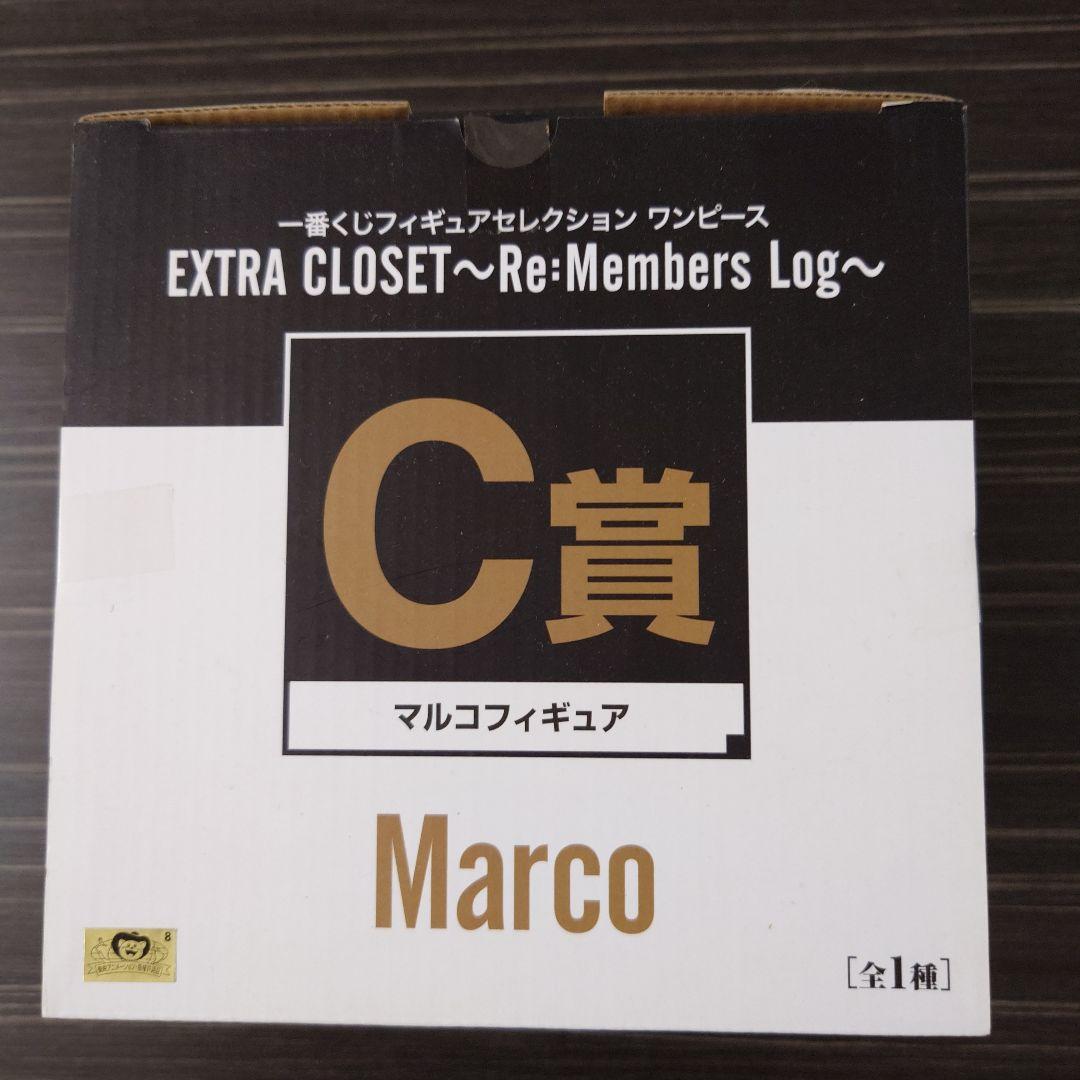 一番くじフィギュアセレクション ワンピース
EXTRA CLOSET～Re:Members Log～
C賞
マルコフィギュア
Marco
8
[全1種]